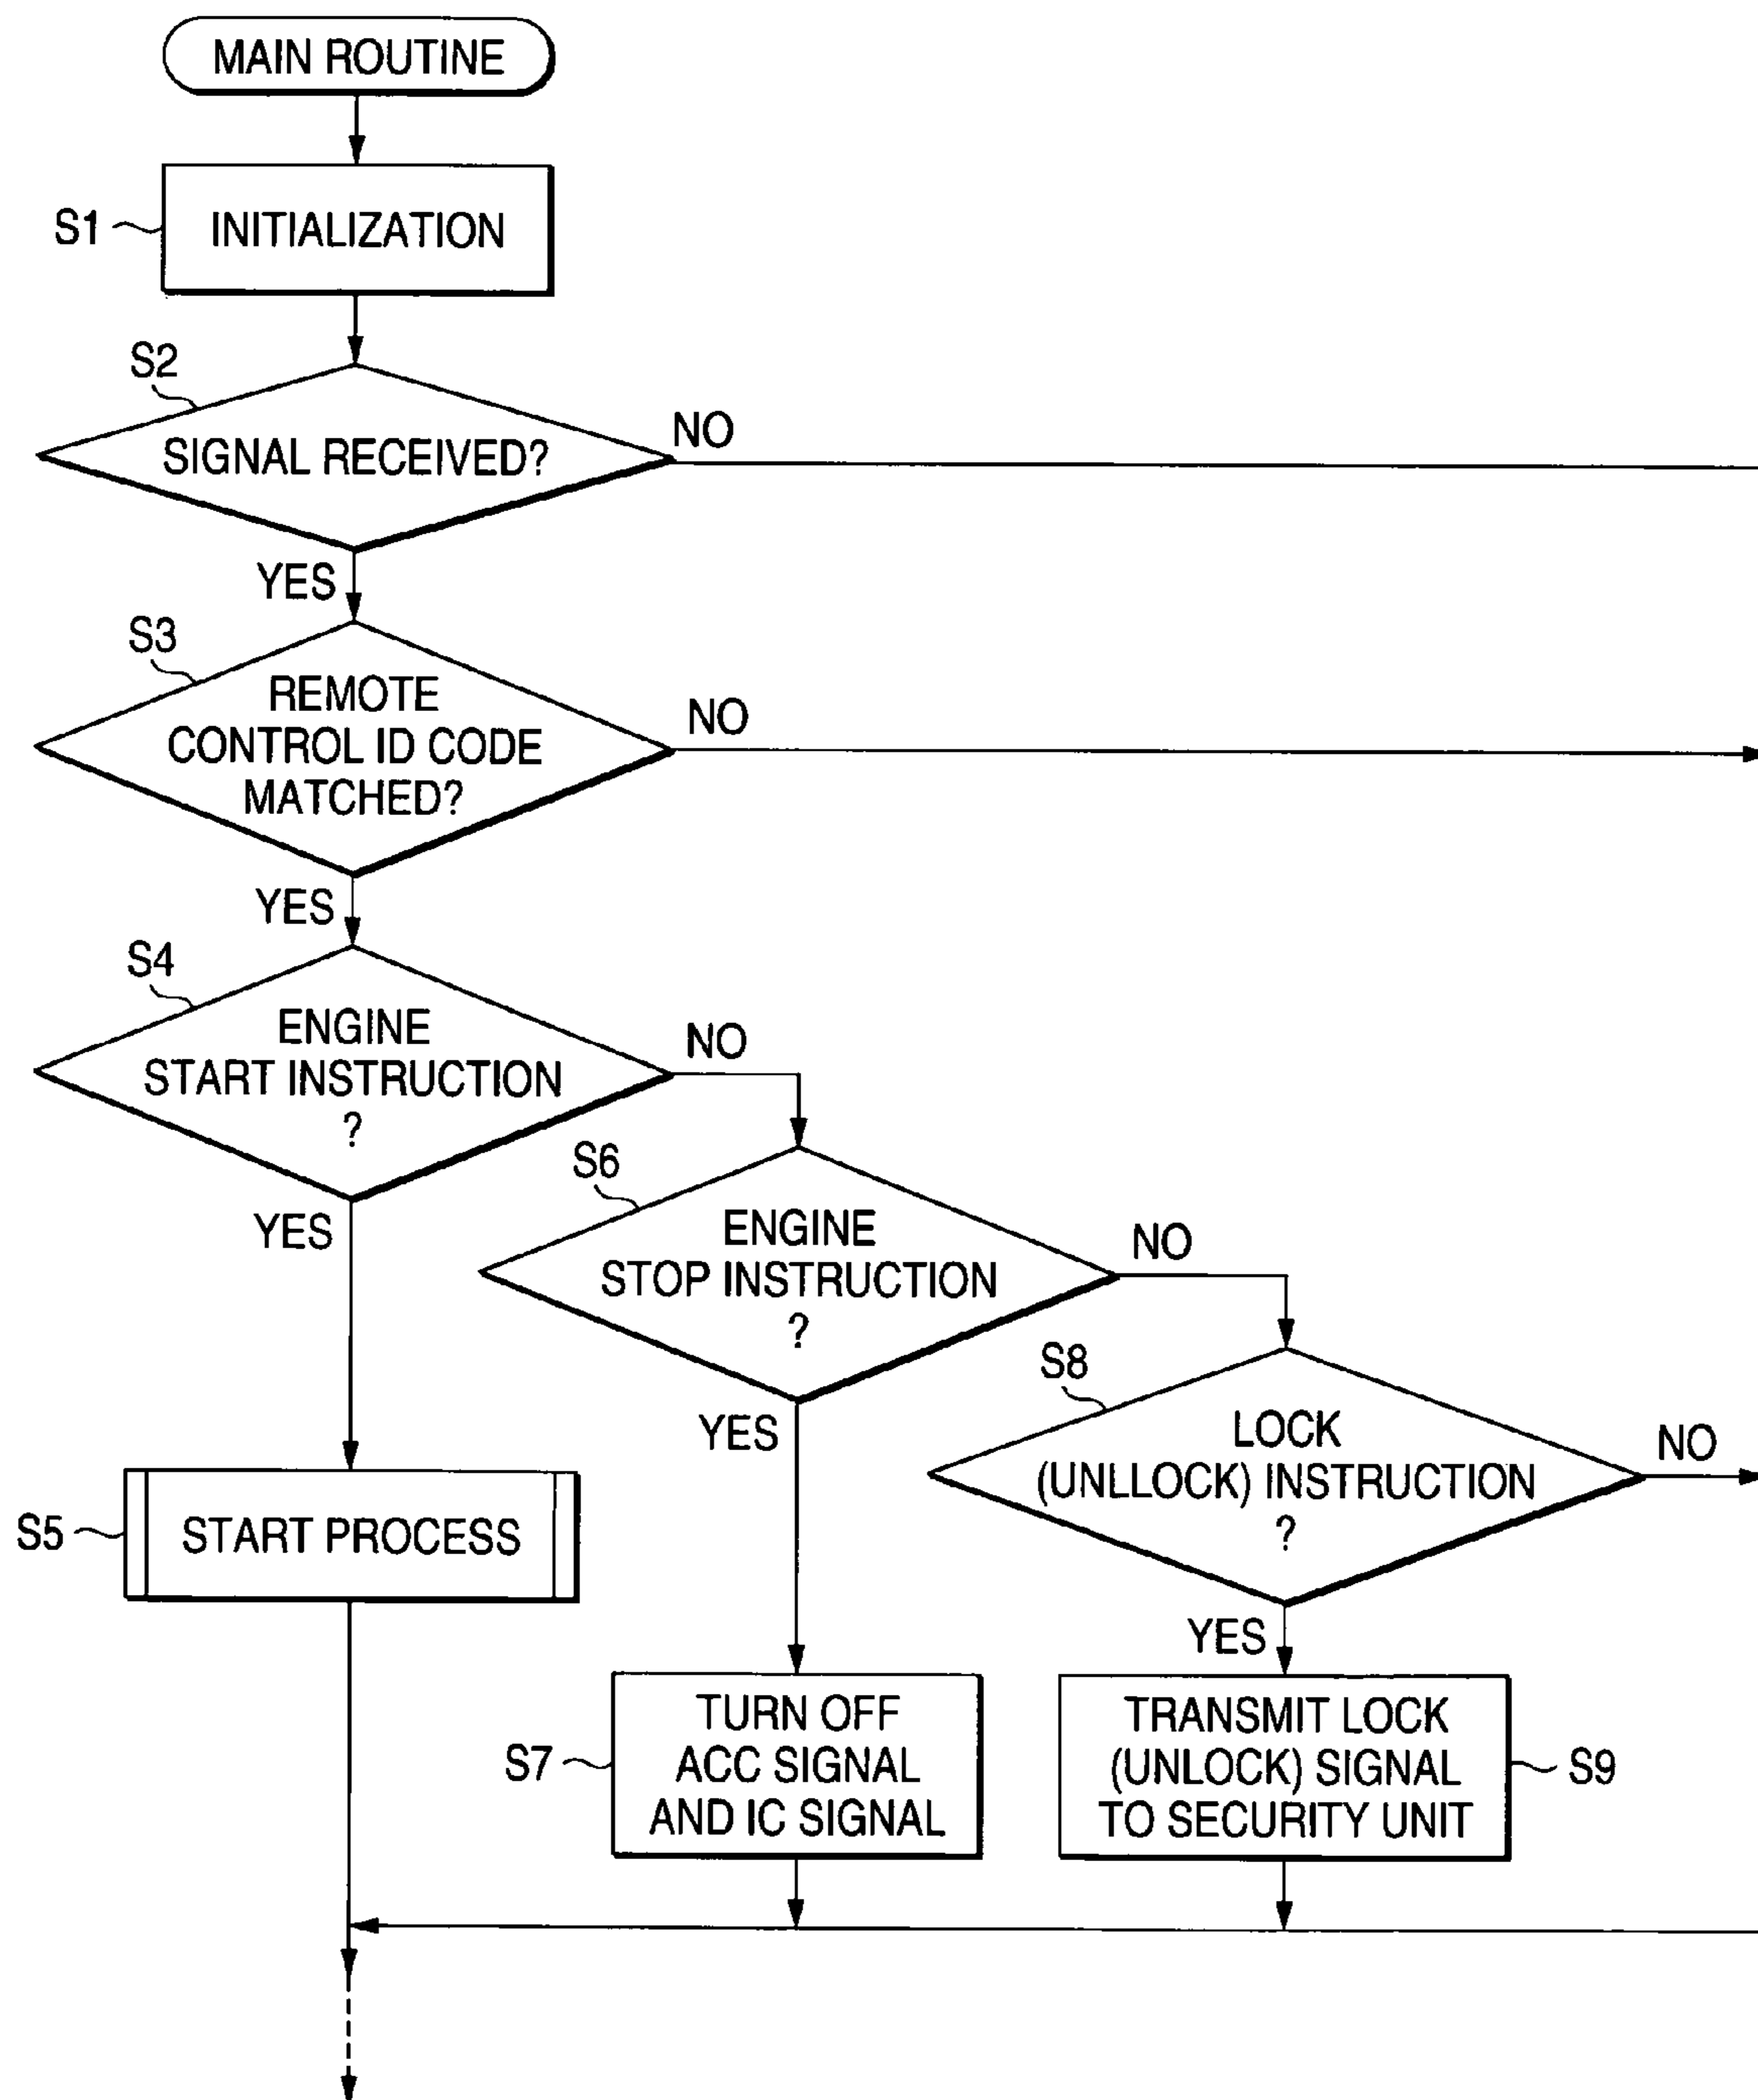 MAIN ROUTINE
S1
INITIALIZATION
S2
SIGNAL RECEIVED?
NO
YES
S3
REMOTE
CONTROL ID CODE
MATCHED?
NO
YES
S4
ENGINE
START INSTRUCTION
?
NO
YES
S6
ENGINE
STOP INSTRUCTION
?
NO
YES
S8
LOCK
(UNLLOCK) INSTRUCTION
?
NO
YES
S5
START PROCESS
S7
TURN OFF
ACC SIGNAL
AND IC SIGNAL
TRANSMIT LOCK
(UNLOCK) SIGNAL
TO SECURITY UNIT
S9